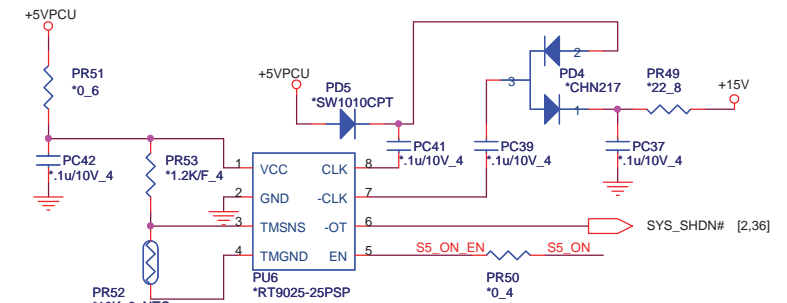 +5VPCU
PR51
*0_6
PC42
*.1u/10V_4
PR53
*1.2K/F_4
PR52
+5VPCU
PD5
*SW1010CPT
PC41
*.1u/10V_4
PC39
*.1u/10V_4
2
3
1
PD4
*CHN217
PR49
*22_8
+15V
PC37
*.1u/10V_4
1 VCC CLK 8
2 GND -CLK 7
3 TMSNS -OT 6
4 TMGND EN 5
PU6
*RT9025-25PSP
SYS_SHDN# [2,36]
S5_ON_EN S5_ON
PR50
*0_4